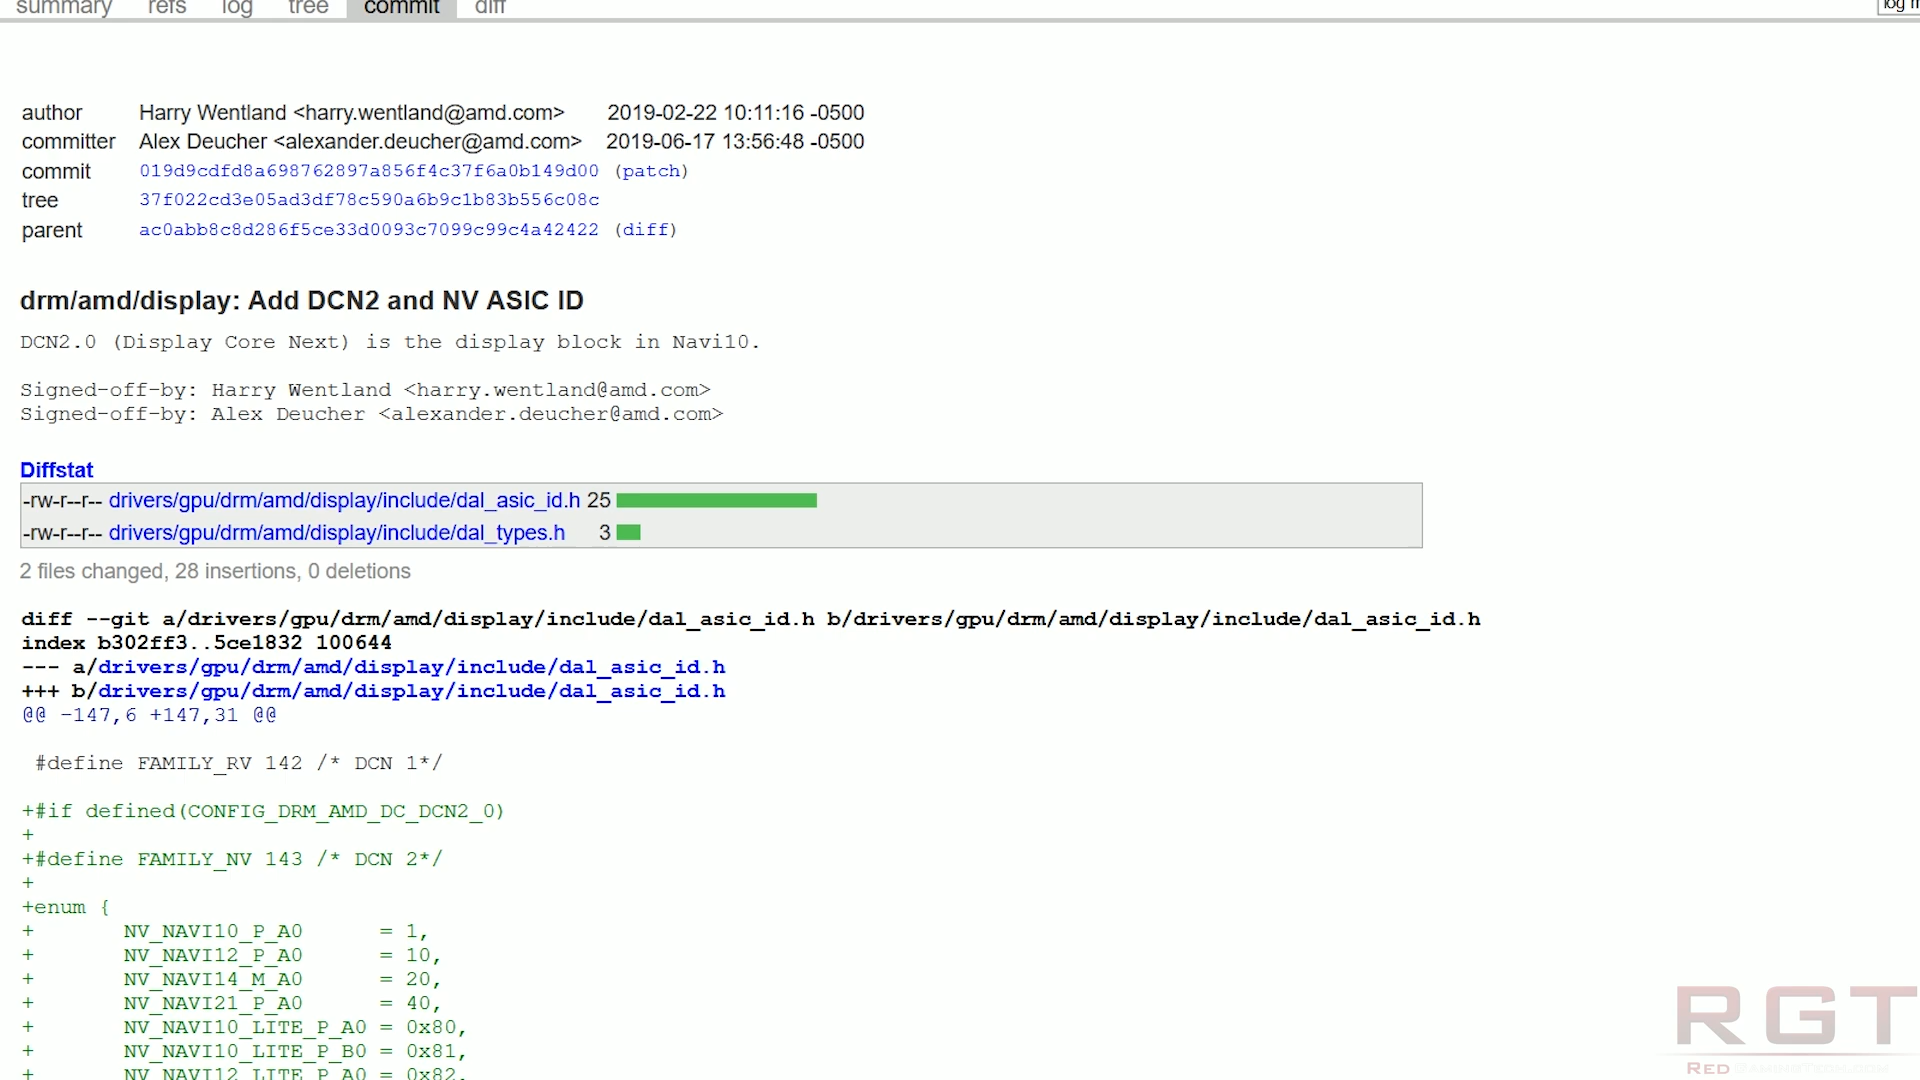 summary refs log tree commit diff log m
author Harry Wentland <harry.wentland@amd.com> 2019-02-22 10:11:16 -0500
committer Alex Deucher <alexander.deucher@amd.com> 2019-06-17 13:56:48 -0500
commit 019d9cdfd8a698762897a856f4c37f6a0b149d00 (patch)
tree 37f022cd3e05ad3df78c590a6b9c1b83b556c08c
parent ac0abb8c8d286f5ce33d0093c7099c99c4a42422 (diff)
drm/amd/display: Add DCN2 and NV ASIC ID
DCN2.0 (Display Core Next) is the display block in Navi10.
Signed-off-by: Harry Wentland <harry.wentland@amd.com>
Signed-off-by: Alex Deucher <alexander.deucher@amd.com>
Diffstat
-rw-r--r-- drivers/gpu/drm/amd/display/include/dal_asic_id.h 25
-rw-r--r-- drivers/gpu/drm/amd/display/include/dal_types.h 3
2 files changed, 28 insertions, 0 deletions
diff --git a/drivers/gpu/drm/amd/display/include/dal_asic_id.h b/drivers/gpu/drm/amd/display/include/dal_asic_id.h
index b302ff3..5ce1832 100644
--- a/drivers/gpu/drm/amd/display/include/dal_asic_id.h
+++ b/drivers/gpu/drm/amd/display/include/dal_asic_id.h
@@ -147,6 +147,31 @@
#define FAMILY_RV 142 /* DCN 1*/
+#if defined(CONFIG_DRM_AMD_DC_DCN2_0)
+
+#define FAMILY_NV 143 /* DCN 2*/
+
+enum {
+ NV_NAVI10_P_A0 = 1,
+ NV_NAVI12_P_A0 = 10,
+ NV_NAVI14_M_A0 = 20,
+ NV_NAVI21_P_A0 = 40,
+ NV_NAVI10_LITE_P_A0 = 0x80,
+ NV_NAVI10_LITE_P_B0 = 0x81,
+ NV_NAVI12_LITE_P_A0 = 0x82,
RGT
REDGAMINGTECH.COM